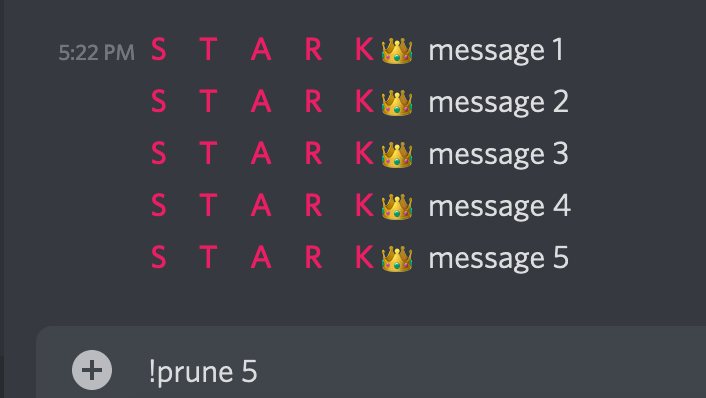 5:22 PM S T A R K👑 message 1
S T A R K👑 message 2
S T A R K👑 message 3
S T A R K👑 message 4
S T A R K👑 message 5
!prune 5